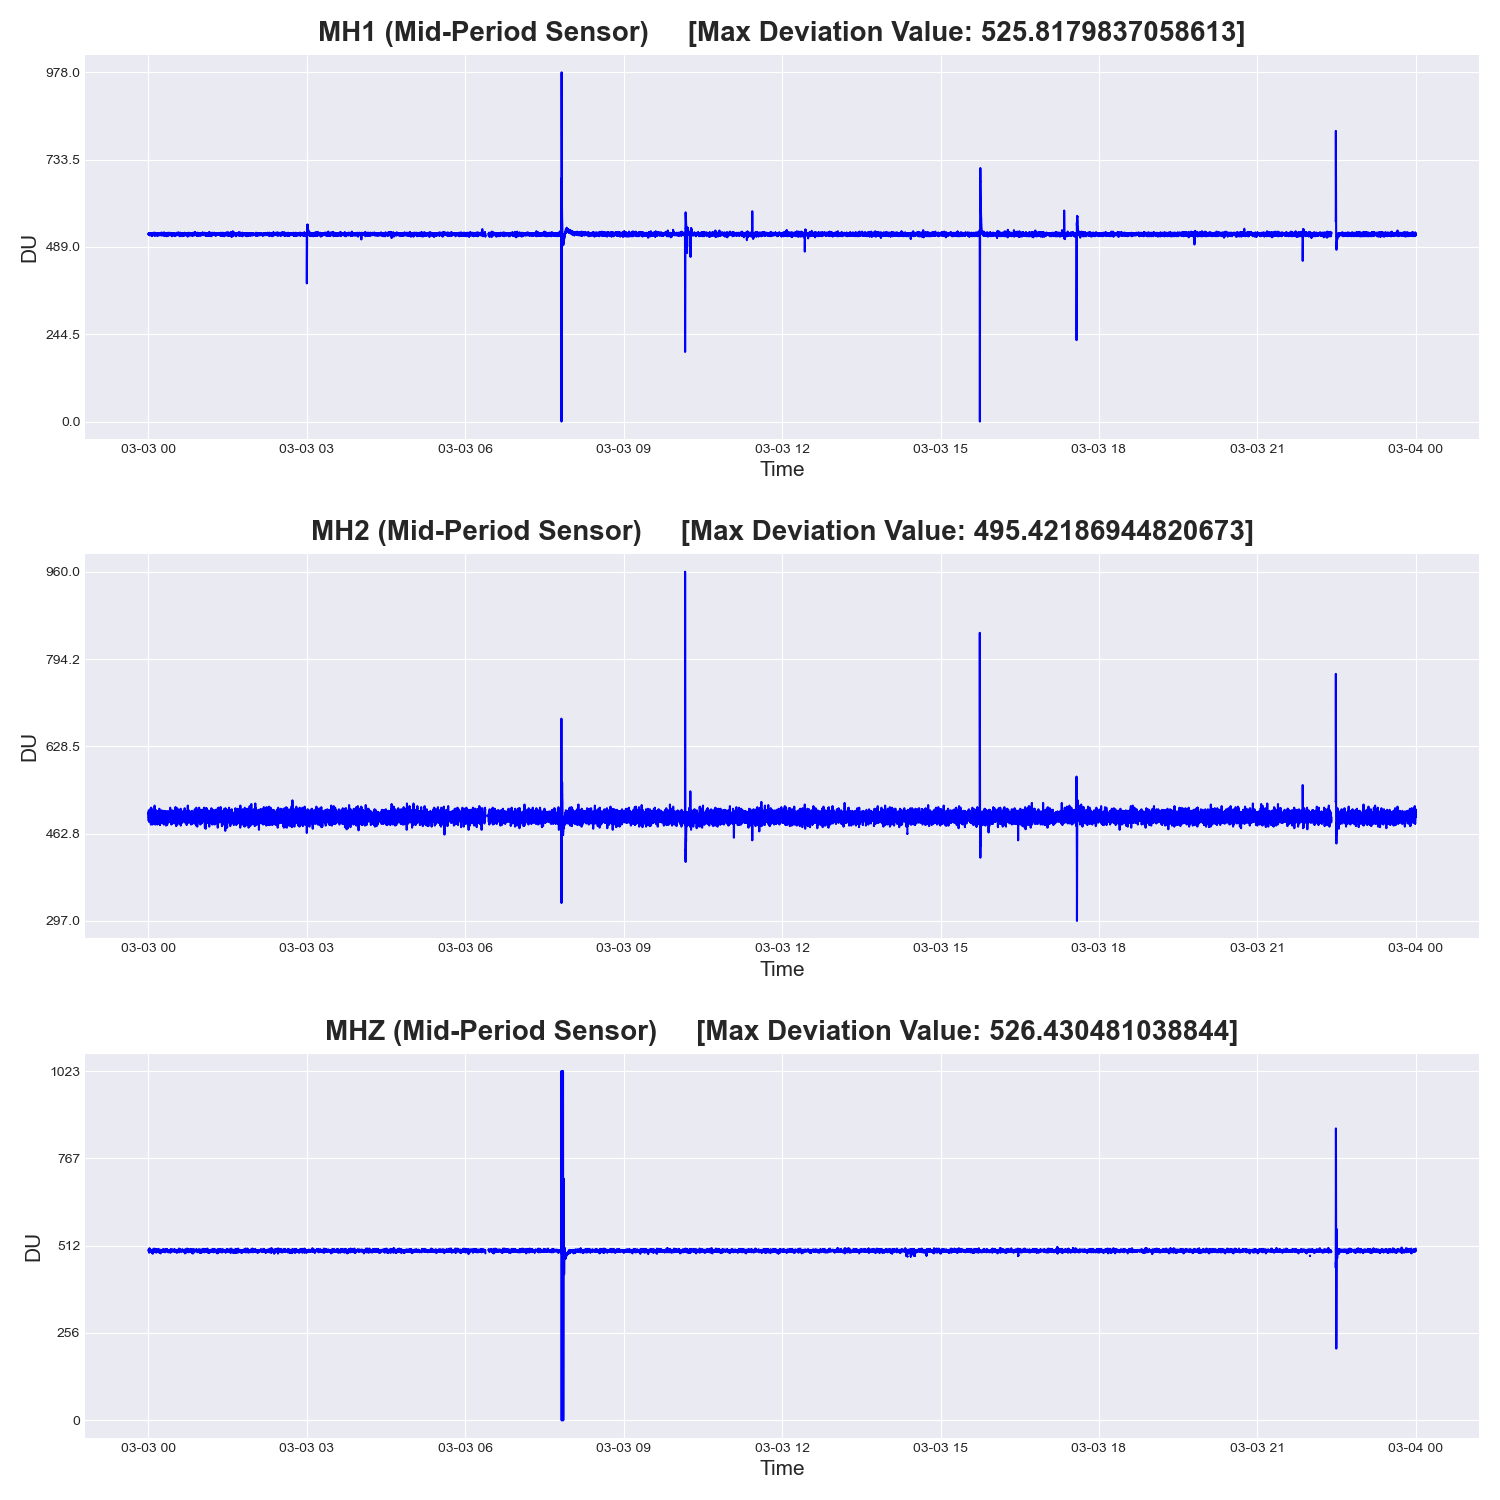 MH1 (Mid-Period Sensor) [Max Deviation Value: 525.8179837058613]
978.0
733.5
489.0
244.5
0.0
DU
03-03 00 03-03 03 03-03 06 03-03 09 03-03 12 03-03 15 03-03 18 03-03 21 03-04 00
Time
MH2 (Mid-Period Sensor) [Max Deviation Value: 495.42186944820673]
960.0
794.2
628.5
462.8
297.0
DU
03-03 00 03-03 03 03-03 06 03-03 09 03-03 12 03-03 15 03-03 18 03-03 21 03-04 00
Time
MHZ (Mid-Period Sensor) [Max Deviation Value: 526.430481038844]
1023
767
512
256
0
DU
03-03 00 03-03 03 03-03 06 03-03 09 03-03 12 03-03 15 03-03 18 03-03 21 03-04 00
Time